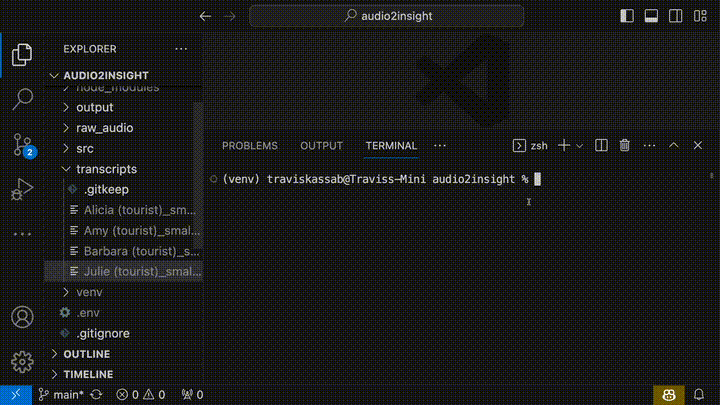 audio2insight
EXPLORER
AUDIO2INSIGHT
node_modules
output
raw_audio
src
transcripts
.gitkeep
Alicia (tourist)_sm...
Amy (tourist)_smal...
Barbara (tourist)_s...
Julie (tourist)_smal...
venv
.env
.gitignore
OUTLINE
TIMELINE
2
PROBLEMS OUTPUT TERMINAL ... zsh
(venv) traviskassab@Traviss-Mini audio2insight %
main* 0 0 0